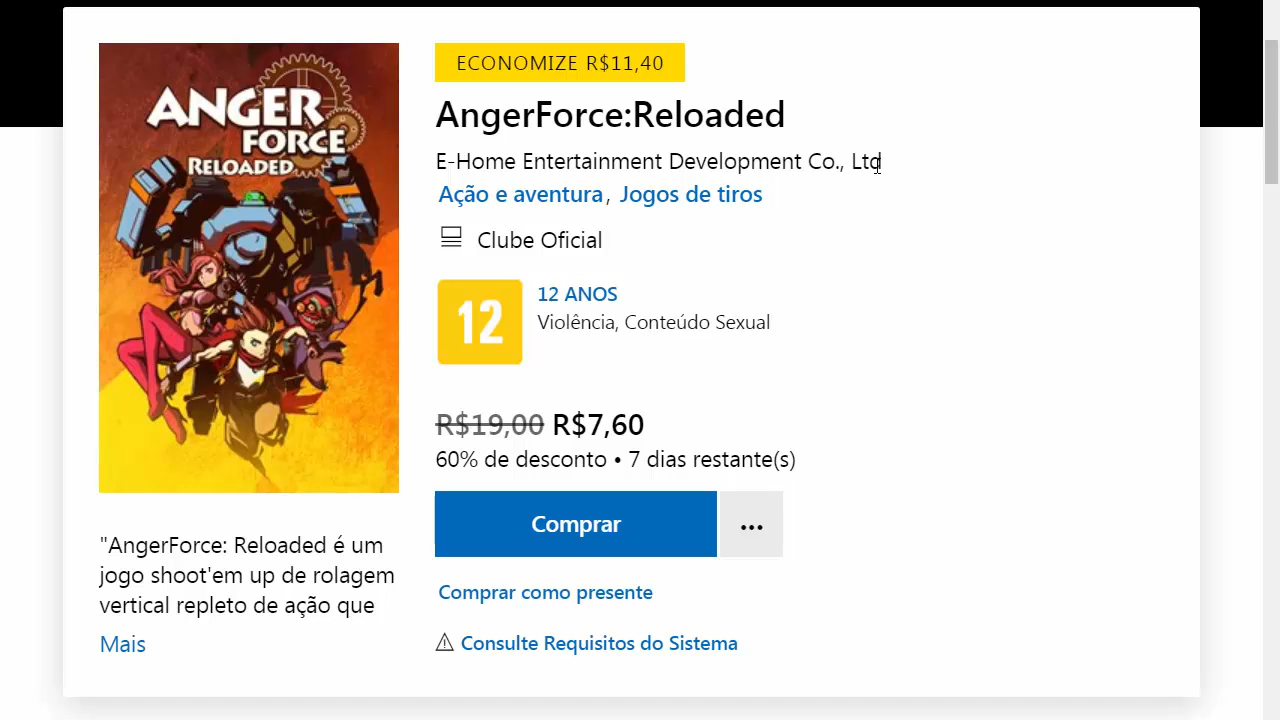 ANGER
FORCE
RELOADED
"AngerForce: Reloaded é um
jogo shoot'em up de rolagem
vertical repleto de ação que
Mais
ECONOMIZE R$11,40
AngerForce:Reloaded
E-Home Entertainment Development Co., Ltd
Ação e aventura, Jogos de tiros
Clube Oficial
12
12 ANOS
Violência, Conteúdo Sexual
R$19,00 R$7,60
60% de desconto • 7 dias restante(s)
Comprar ...
Comprar como presente
Consulte Requisitos do Sistema